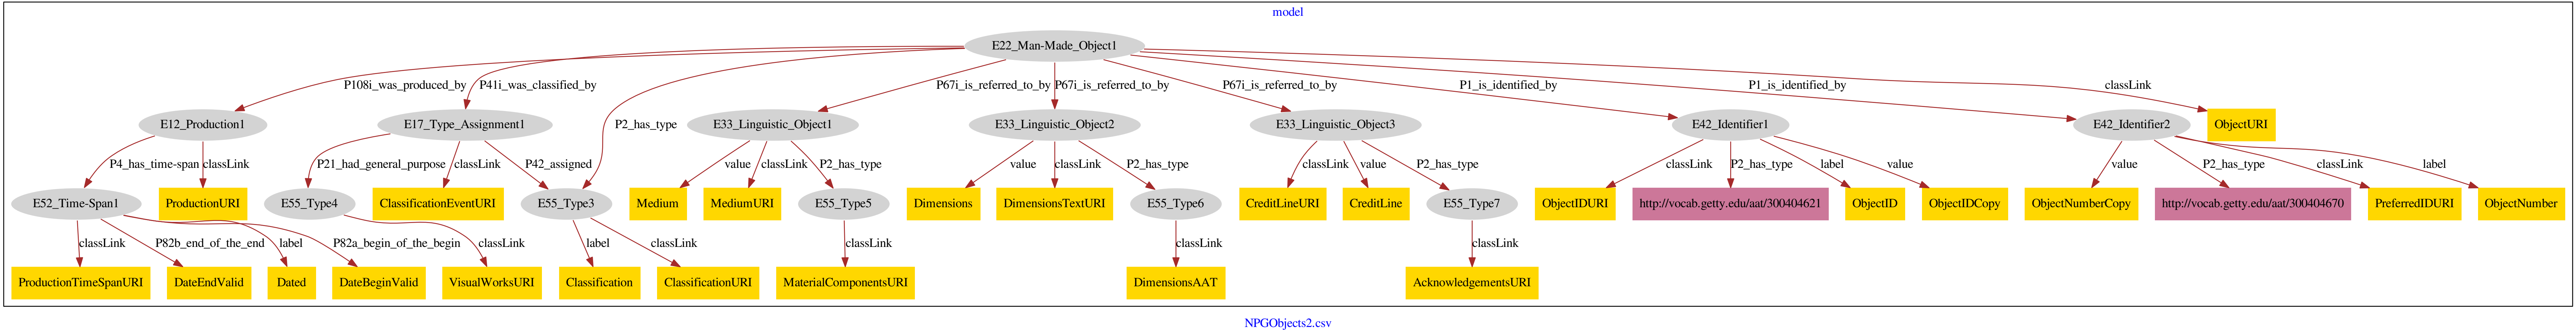 model
E22_Man-Made_Object1
P108i_was_produced_by
P41i_was_classified_by
P2_has_type
P67i_is_referred_to_by
P67i_is_referred_to_by
P67i_is_referred_to_by
P1_is_identified_by
P1_is_identified_by
classLink
E12_Production1
E17_Type_Assignment1
E33_Linguistic_Object1
E33_Linguistic_Object2
E33_Linguistic_Object3
E42_Identifier1
E42_Identifier2
ObjectURI
P4_has_time-span
classLink
P21_had_general_purpose
classLink
P42_assigned
value
classLink
P2_has_type
value
classLink
P2_has_type
classLink
value
P2_has_type
classLink
P2_has_type
label
value
value
P2_has_type
classLink
label
E52_Time-Span1
ProductionURI
E55_Type4
ClassificationEventURI
E55_Type3
Medium
MediumURI
E55_Type5
Dimensions
DimensionsTextURI
E55_Type6
CreditLineURI
CreditLine
E55_Type7
ObjectIDURI
http://vocab.getty.edu/aat/300404621
ObjectID
ObjectIDCopy
ObjectNumberCopy
http://vocab.getty.edu/aat/300404670
PreferredIDURI
ObjectNumber
classLink
P82b_end_of_the_end
label
P82a_begin_of_the_begin
classLink
label
classLink
classLink
classLink
classLink
ProductionTimeSpanURI
DateEndValid
Dated
DateBeginValid
VisualWorksURI
Classification
ClassificationURI
MaterialComponentsURI
DimensionsAAT
AcknowledgementsURI
NPGObjects2.csv